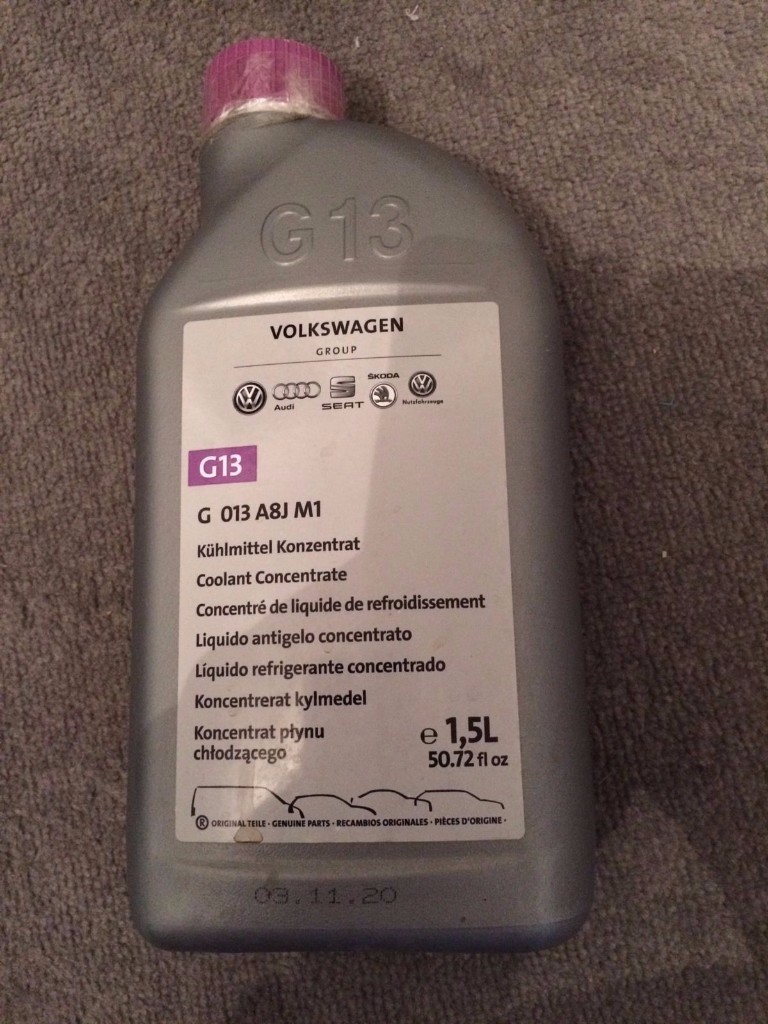 G13
VOLKSWAGEN
GROUP
Audi
SEAT
ŠKODA
Nutzfahrzeuge
G13
G 013 A8J M1
Kühlmittel Konzentrat
Coolant Concentrate
Concentré de liquide de refroidissement
Liquido antigelo concentrato
Líquido refrigerante concentrado
Koncentrerat kylmedel
Koncentrat płynu
chłodzącego
e 1,5L
50.72 fl oz
® ORIGINAL TEILE · GENUINE PARTS · RECAMBIOS ORIGINALES · PIÈCES D'ORIGINE ·
03.11.20